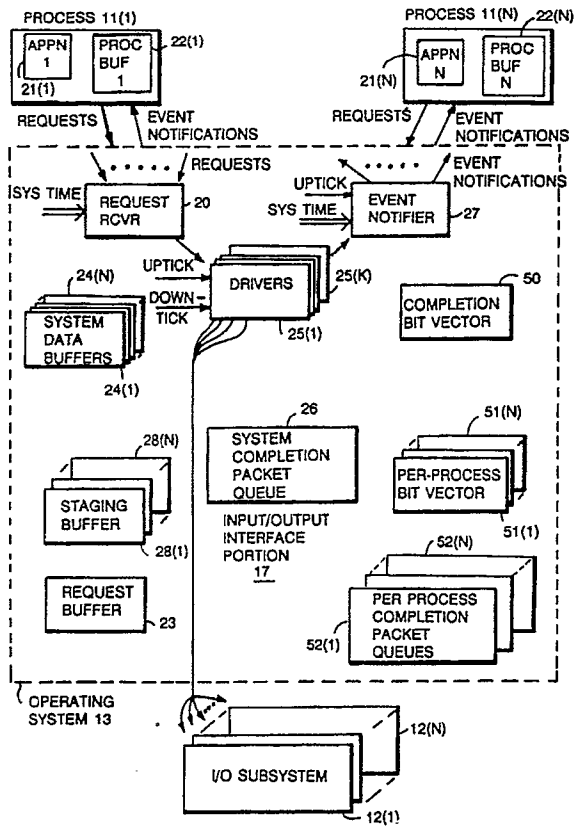 PROCESS 11(1)
22(1)
APPN
1
PROC
BUF
1
21(1)
PROCESS 11(N)
22(N)
APPN
N
PROC
BUF
N
21(N)
REQUESTS
EVENT
NOTIFICATIONS
REQUESTS
EVENT
NOTIFICATIONS
REQUESTS
EVENT
NOTIFICATIONS
SYS TIME
REQUEST
RCVR
20
UPTICK
SYS TIME
EVENT
NOTIFIER
27
UPTICK
DOWN-
TICK
DRIVERS
25(K)
25(1)
24(N)
SYSTEM
DATA
BUFFERS
24(1)
50
COMPLETION
BIT VECTOR
26
SYSTEM
COMPLETION
PACKET
QUEUE
INPUT/OUTPUT
INTERFACE
PORTION
17
28(N)
STAGING
BUFFER
28(1)
51(N)
PER-PROCESS
BIT VECTOR
51(1)
REQUEST
BUFFER
23
52(N)
PER PROCESS
COMPLETION
PACKET
QUEUES
52(1)
OPERATING
SYSTEM 13
12(N)
I/O SUBSYSTEM
12(1)